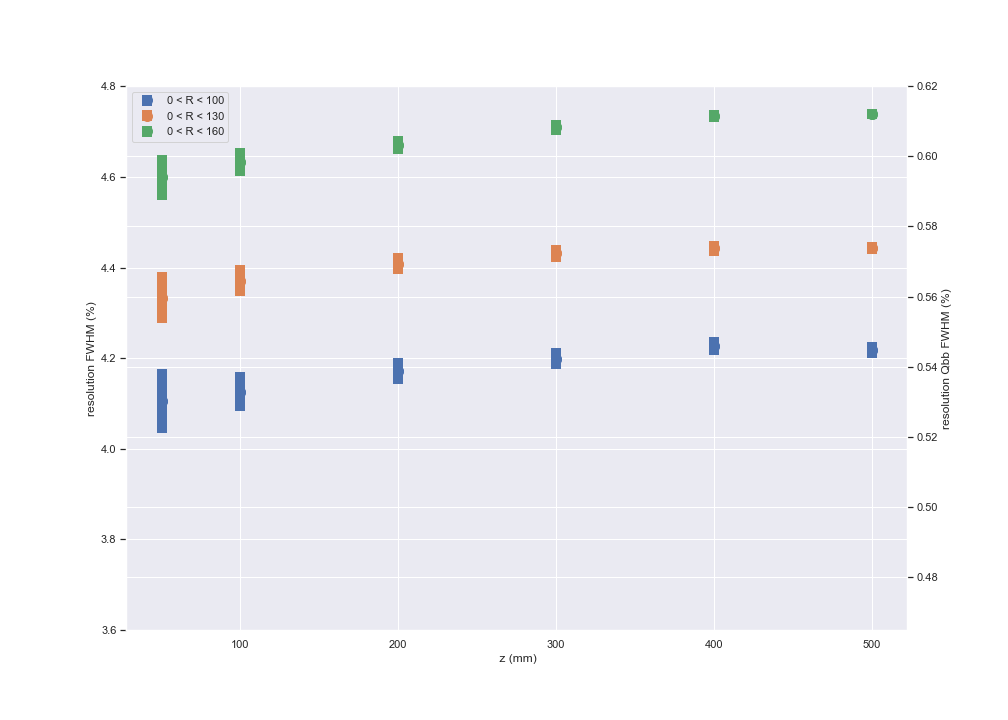 0 < R < 100
0 < R < 130
0 < R < 160
resolution FWHM (%)
4.8
4.6
4.4
4.2
4.0
3.8
3.6
0.62
0.60
0.58
0.56
0.54
0.52
0.50
0.48
resolution Qbb FWHM (%)
100 200 300 400 500
z (mm)